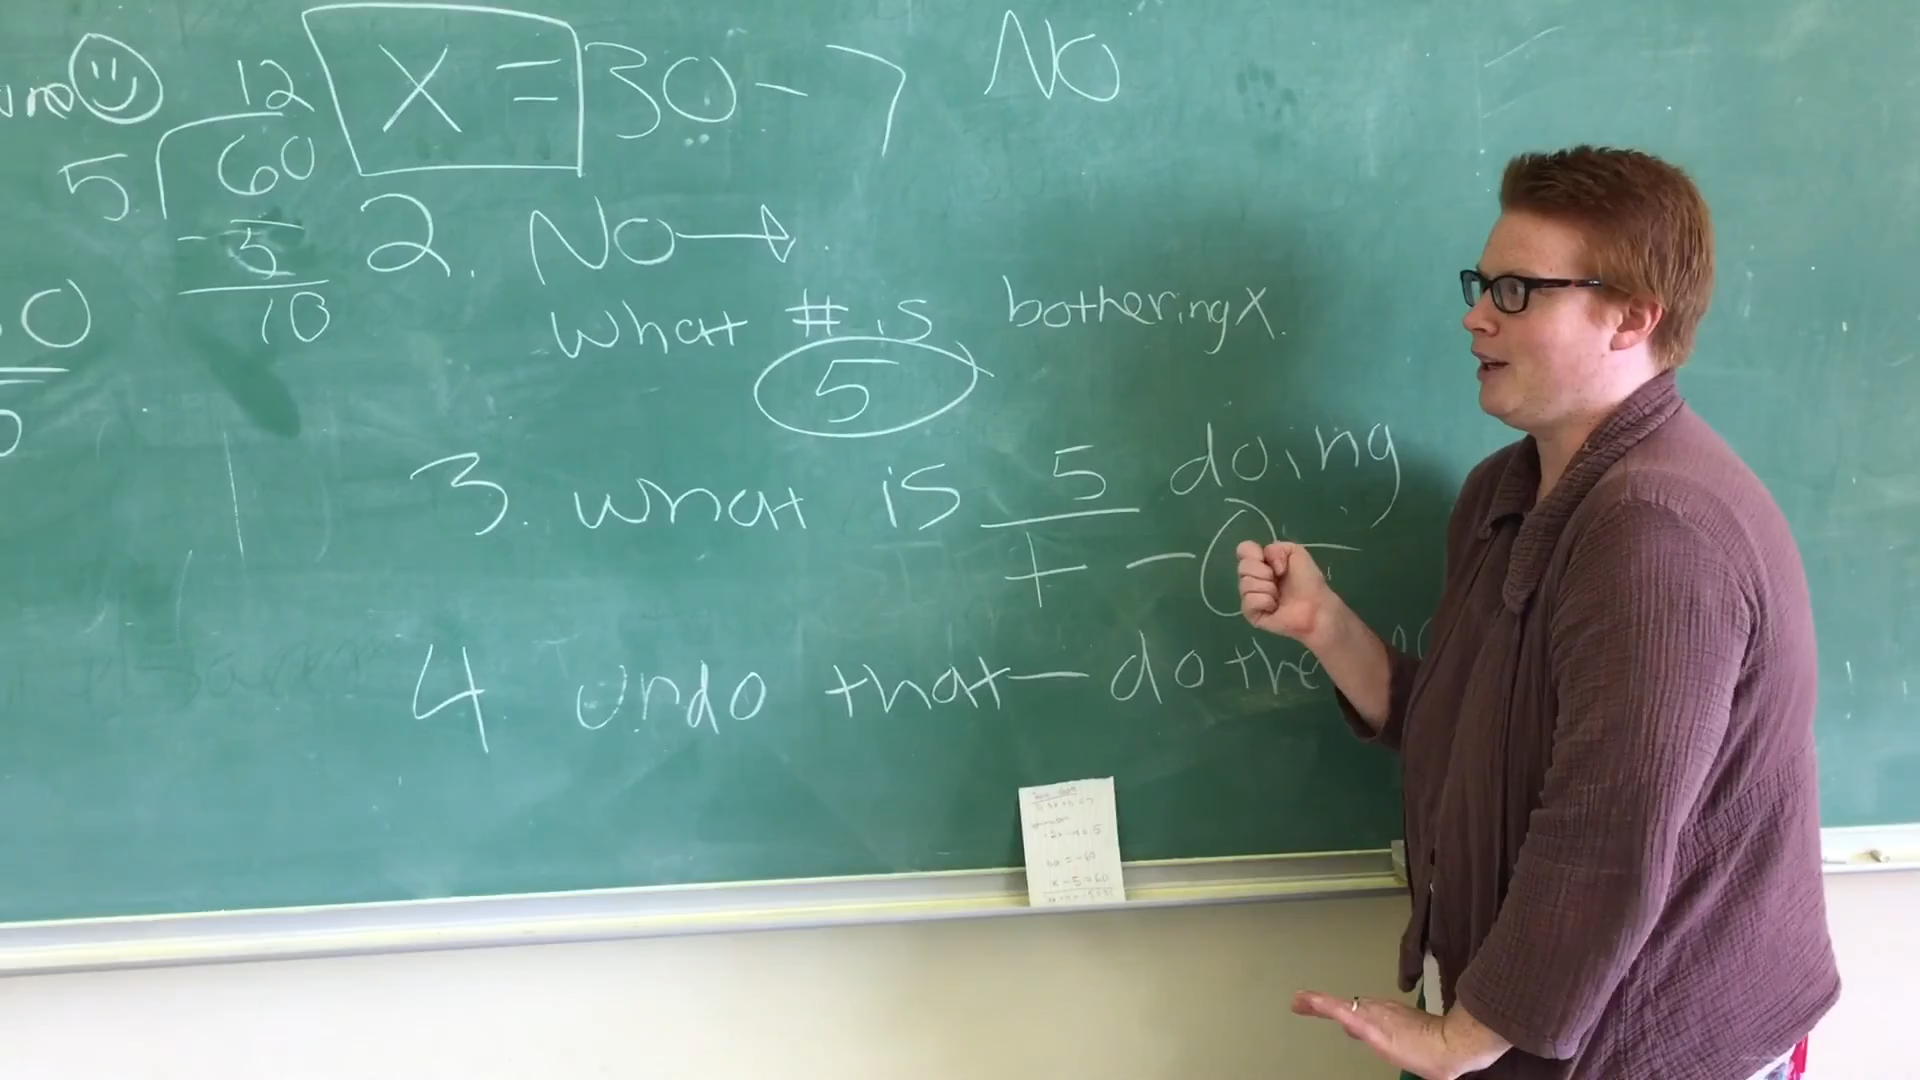 12
5 60
- 5
10
X = 30 - 7 NO
2. NO →
what # is bothering X.
5
3. what is 5 doing
+ -
4 undo that — do the